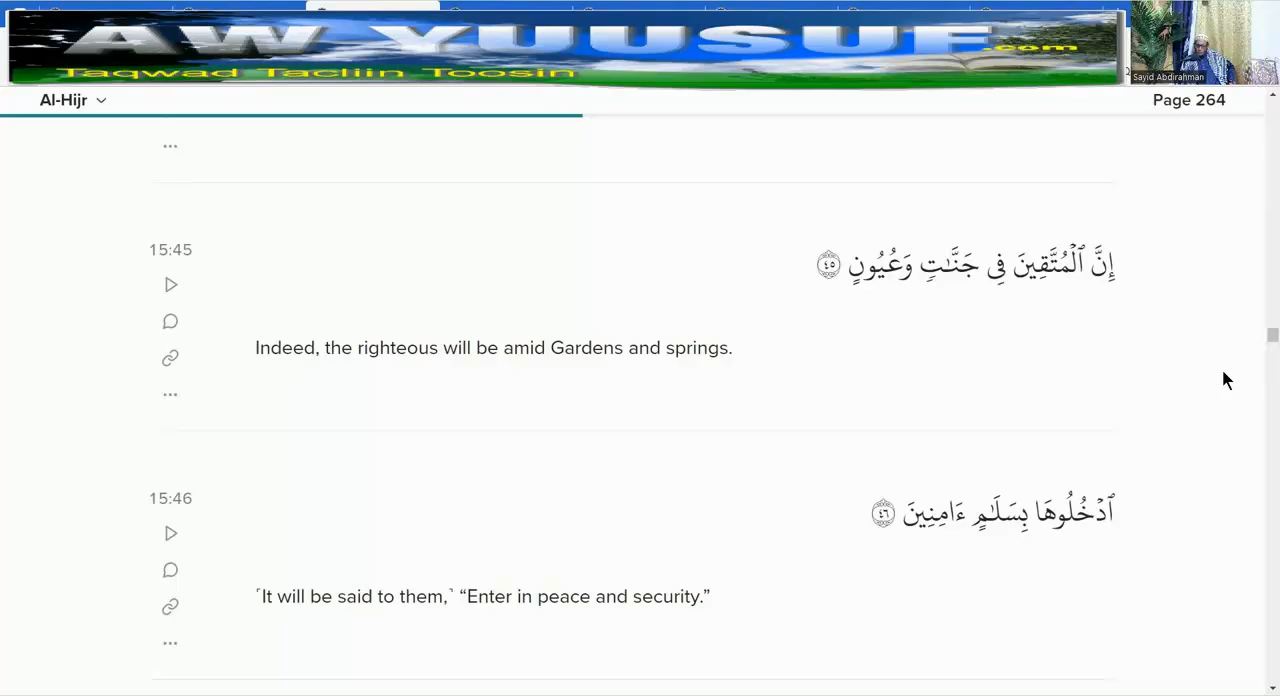 AW YUUSUF.com
Taqwad Tacliin Toosin
Sayid Abdirahman
Al-Hijr
Page 264
15:45
إِنَّ ٱلْمُتَّقِينَ فِى جَنَّـٰتٍۢ وَعُيُونٍ ٤٥
Indeed, the righteous will be amid Gardens and springs.
15:46
ٱدْخُلُوهَا بِسَلَـٰمٍ ءَامِنِينَ ٤٦
˹It will be said to them,˺ “Enter in peace and security.”